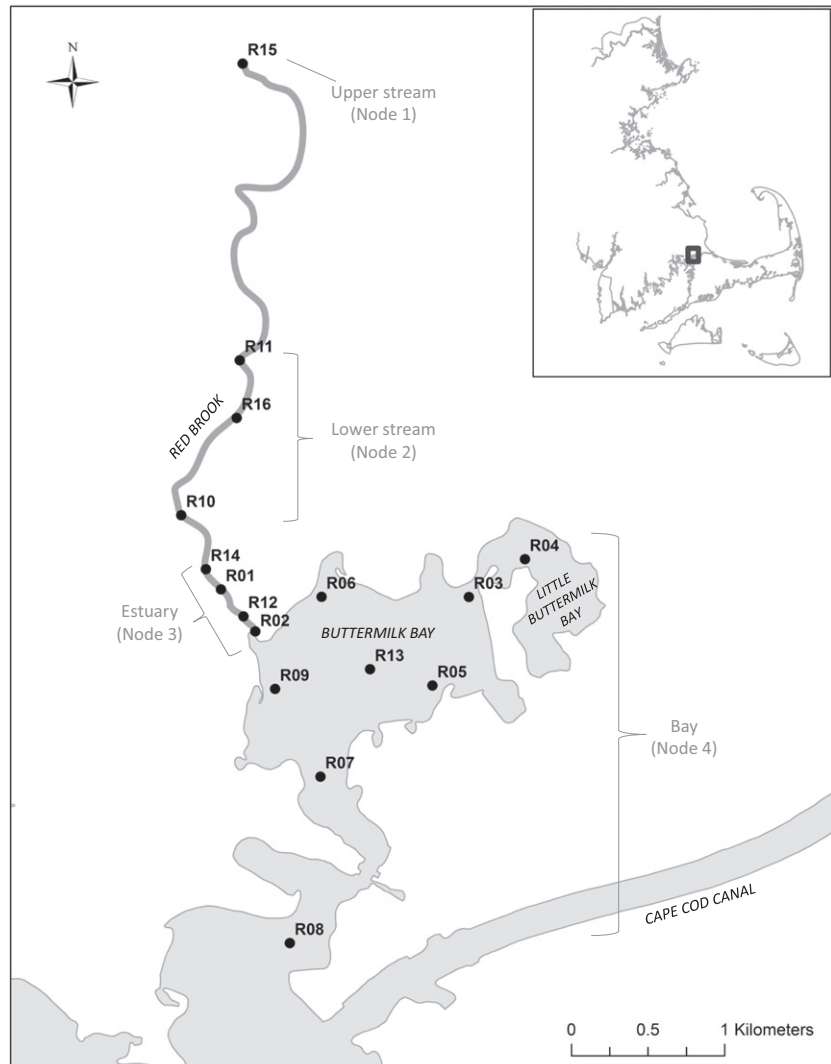 N
R15
Upper stream
(Node 1)
R11
R16
RED BROOK
Lower stream
(Node 2)
R10
R14
R01
R12
R02
Estuary
(Node 3)
R06
R03
R04
LITTLE
BUTTERMILK
BAY
BUTTERMILK BAY
R13
R09
R05
Bay
(Node 4)
R07
CAPE COD CANAL
R08
0 0.5 1 Kilometers